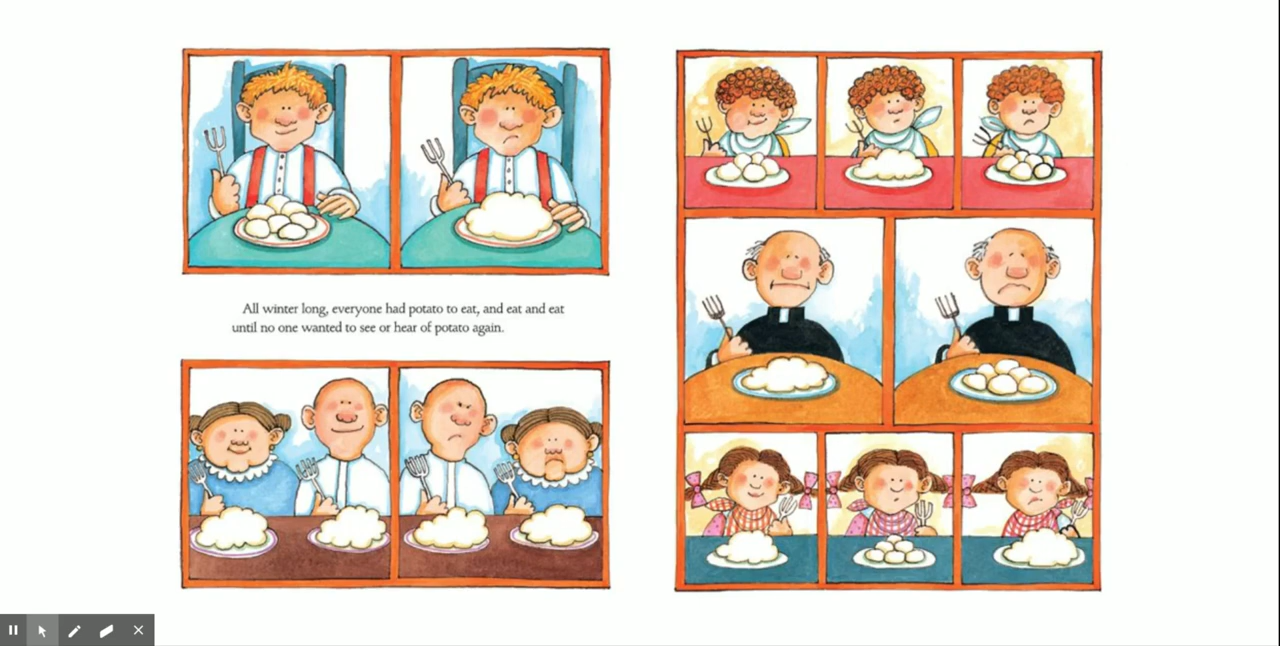 All winter long, everyone had potato to eat, and eat and eat
until no one wanted to see or hear of potato again.